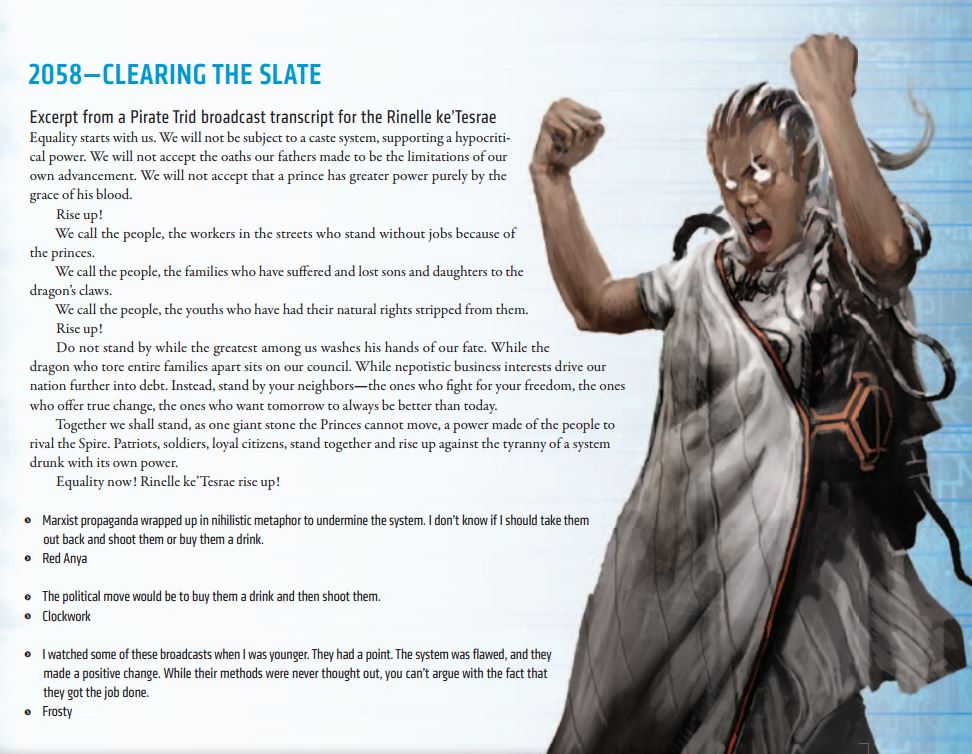 2058—CLEARING THE SLATE
Excerpt from a Pirate Trid broadcast transcript for the Rinelle ke'Tesrae
Equality starts with us. We will not be subject to a caste system, supporting a hypocriti-
cal power. We will not accept the oaths our fathers made to be the limitations of our
own advancement. We will not accept that a prince has greater power purely by the
grace of his blood.
Rise up!
We call the people, the workers in the streets who stand without jobs because of
the princes.
We call the people, the families who have suffered and lost sons and daughters to the
dragon's claws.
We call the people, the youths who have had their natural rights stripped from them.
Rise up!
Do not stand by while the greatest among us washes his hands of our fate. While the
dragon who tore entire families apart sits on our council. While nepotistic business interests drive our
nation further into debt. Instead, stand by your neighbors—the ones who fight for your freedom, the ones
who offer true change, the ones who want tomorrow to always be better than today.
Together we shall stand, as one giant stone the Princes cannot move, a power made of the people to
rival the Spire. Patriots, soldiers, loyal citizens, stand together and rise up against the tyranny of a system
drunk with its own power.
Equality now! Rinelle ke'Tesrae rise up!
Marxist propaganda wrapped up in nihilistic metaphor to undermine the system. I don't know if I should take them
out back and shoot them or buy them a drink.
Red Anya
The political move would be to buy them a drink and then shoot them.
Clockwork
I watched some of these broadcasts when I was younger. They had a point. The system was flawed, and they
made a positive change. While their methods were never thought out, you can't argue with the fact that
they got the job done.
Frosty